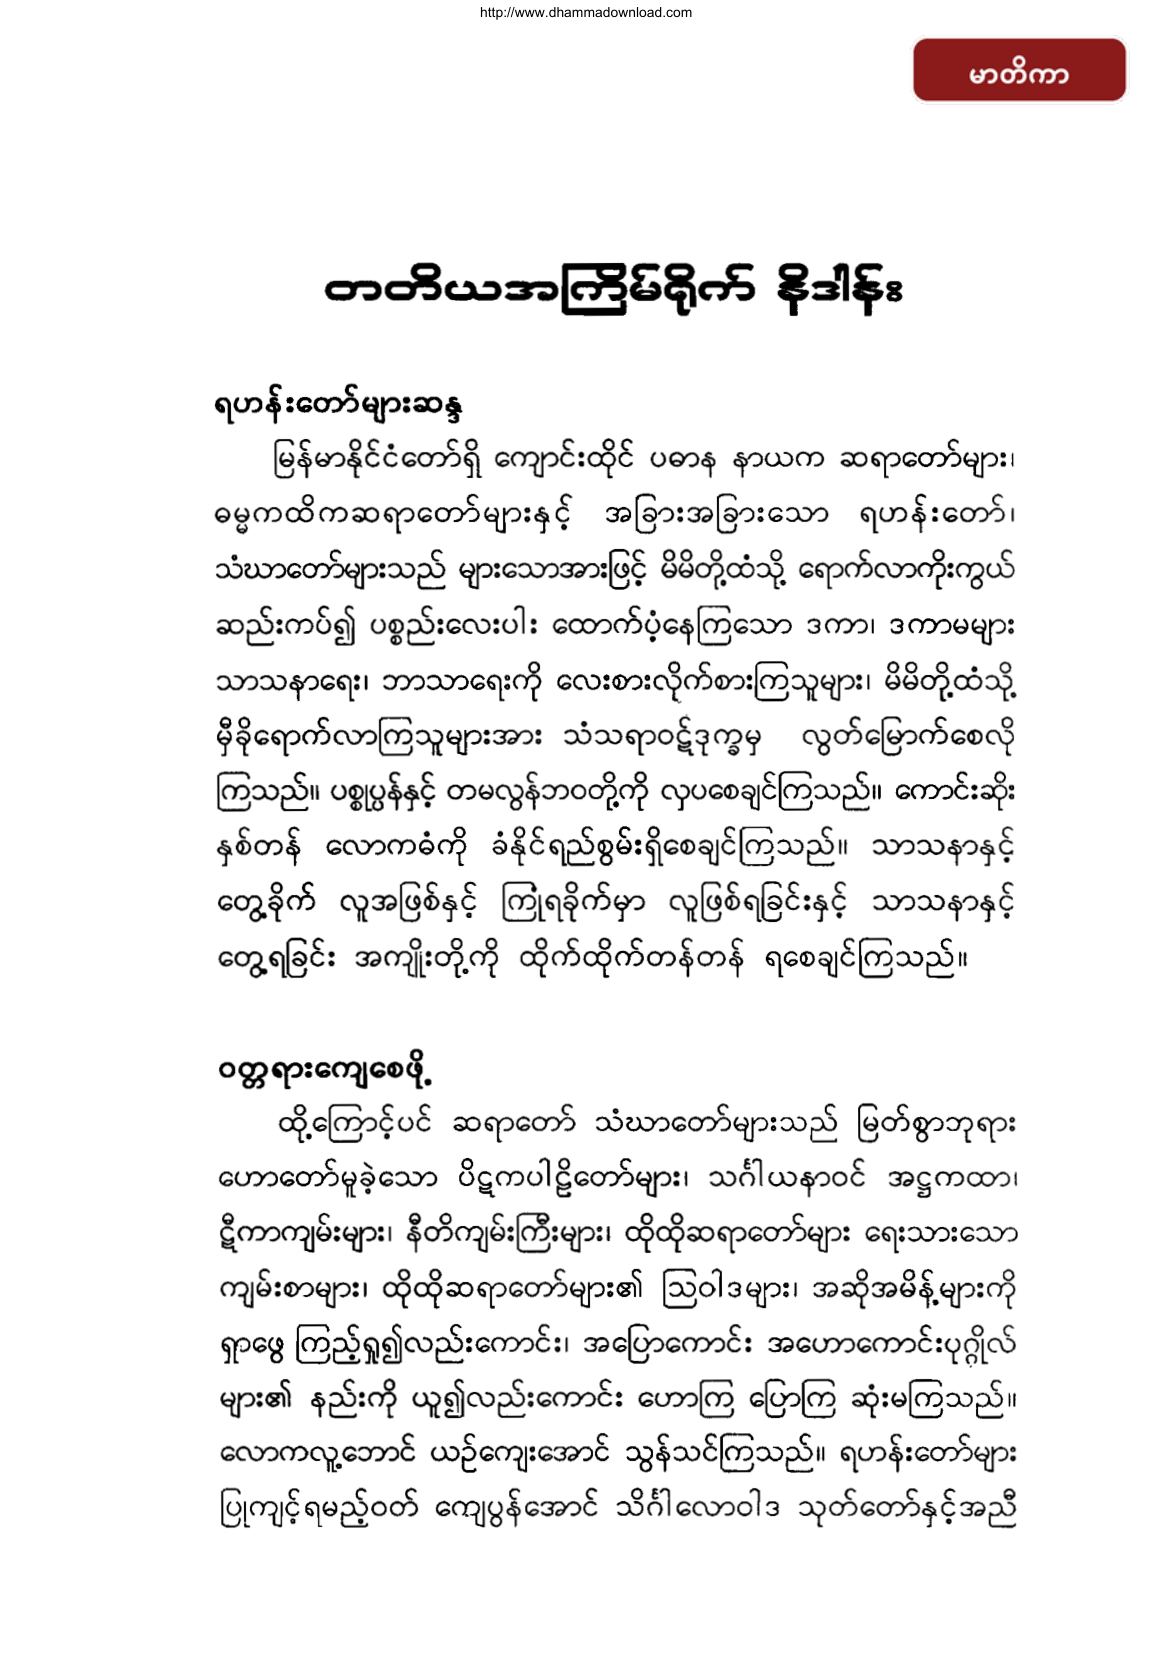 http://www.dhammadownload.com
မာတိကာ
တတိယအကြိမ်ရိုက် နိဒါန်း
ရဟန်းတော်များဆန္ဒ
မြန်မာနိုင်ငံတော်ရှိ ကျောင်းထိုင် ပဓာန နာယက ဆရာတော်များ၊
ဓမ္မကထိကဆရာတော်များနှင့် အခြားအခြားသော ရဟန်းတော်၊
သံဃာတော်များသည် များသောအားဖြင့် မိမိတို့ထံသို့ ရောက်လာကိုးကွယ်
ဆည်းကပ်၍ ပစ္စည်းလေးပါး ထောက်ပံ့နေကြသော ဒကာ၊ ဒကာမများ
သာသနာရေး၊ ဘာသာရေးကို လေးစားလိုက်စားကြသူများ၊ မိမိတို့ထံသို့
မှီခိုရောက်လာကြသူများအား သံသရာဝဋ်ဒုက္ခမှ လွတ်မြောက်စေလို
ကြသည်။ ပစ္စုပ္ပန်နှင့် တမလွန်ဘဝတို့ကို လှပစေချင်ကြသည်။ ကောင်းဆိုး
နှစ်တန် လောကဓံကို ခံနိုင်ရည်စွမ်းရှိစေချင်ကြသည်။ သာသနာနှင့်
တွေ့ခိုက် လူအဖြစ်နှင့် ကြုံရခိုက်မှာ လူဖြစ်ရခြင်းနှင့် သာသနာနှင့်
တွေ့ရခြင်း အကျိုးတို့ကို ထိုက်ထိုက်တန်တန် ရစေချင်ကြသည်။
ဝတ္တရားကျေစေဖို့
ထို့ကြောင့်ပင် ဆရာတော် သံဃာတော်များသည် မြတ်စွာဘုရား
ဟောတော်မူခဲ့သော ပိဋကပါဠိတော်များ၊ သင်္ဂါယနာဝင် အဋ္ဌကထာ၊
ဋီကာကျမ်းများ၊ နီတိကျမ်းကြီးများ၊ ထိုထိုဆရာတော်များ ရေးသားသော
ကျမ်းစာများ၊ ထိုထိုဆရာတော်များ၏ ဩဝါဒများ၊ အဆိုအမိန့်များကို
ရှာဖွေ ကြည့်ရှု၍လည်းကောင်း၊ အပြောကောင်း အဟောကောင်းပုဂ္ဂိုလ်
များ၏ နည်းကို ယူ၍လည်းကောင်း ဟောကြ ပြောကြ ဆုံးမကြသည်။
လောကလူ့ဘောင် ယဉ်ကျေးအောင် သွန်သင်ကြသည်။ ရဟန်းတော်များ
ပြုကျင့်ရမည့်ဝတ် ကျေပွန်အောင် သိင်္ဂါလောဝါဒ သုတ်တော်နှင့်အညီ